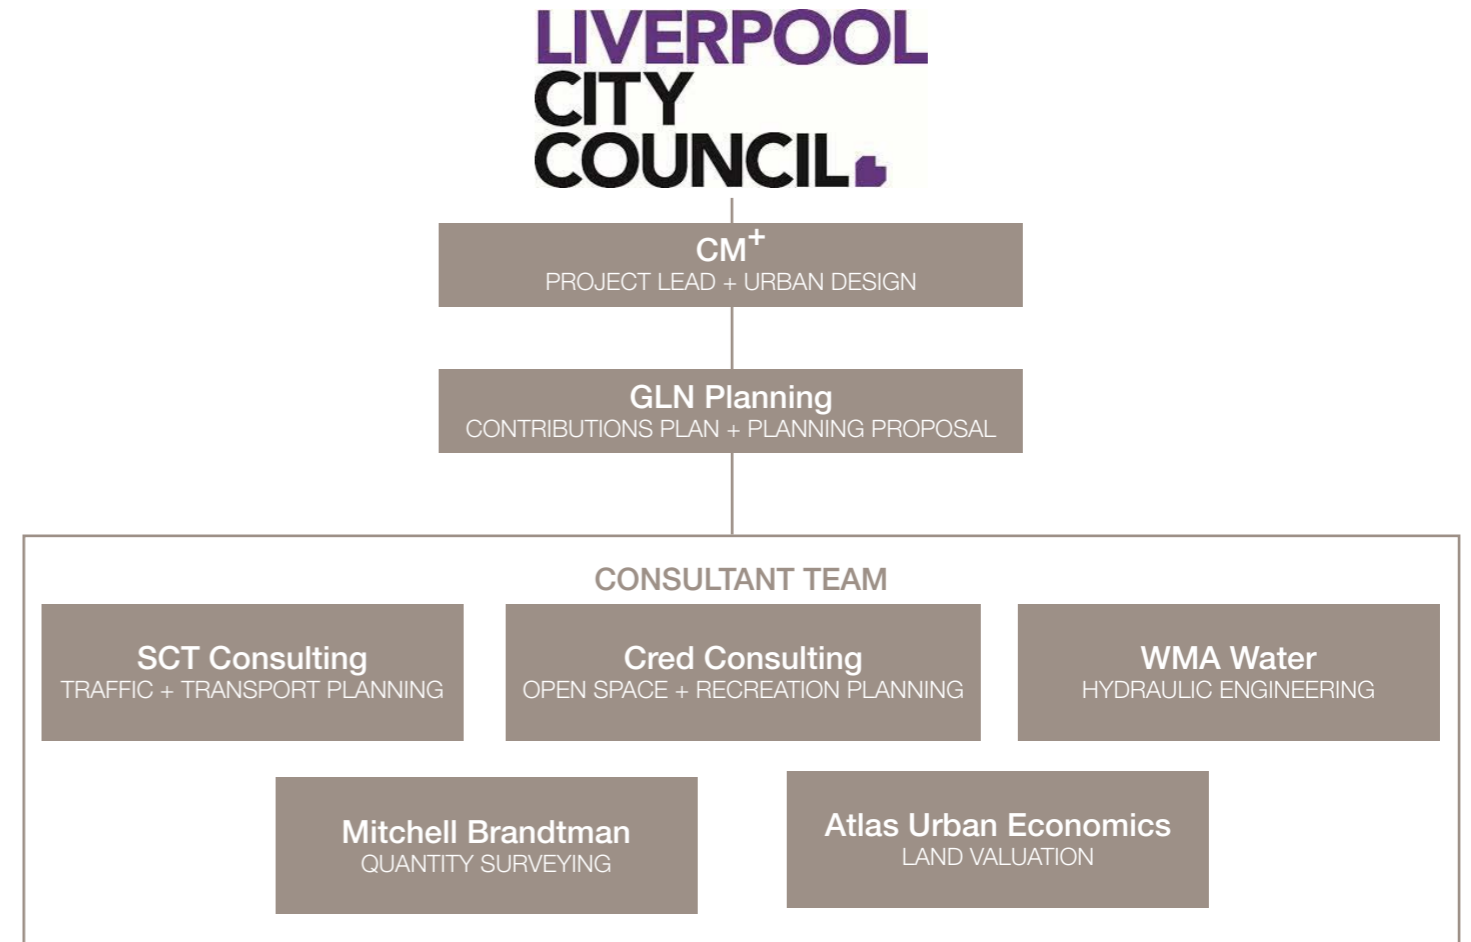 LIVERPOOL
CITY
COUNCIL
CM+
PROJECT LEAD + URBAN DESIGN
GLN Planning
CONTRIBUTIONS PLAN + PLANNING PROPOSAL
CONSULTANT TEAM
SCT Consulting
TRAFFIC + TRANSPORT PLANNING
Cred Consulting
OPEN SPACE + RECREATION PLANNING
WMA Water
HYDRAULIC ENGINEERING
Mitchell Brandtman
QUANTITY SURVEYING
Atlas Urban Economics
LAND VALUATION